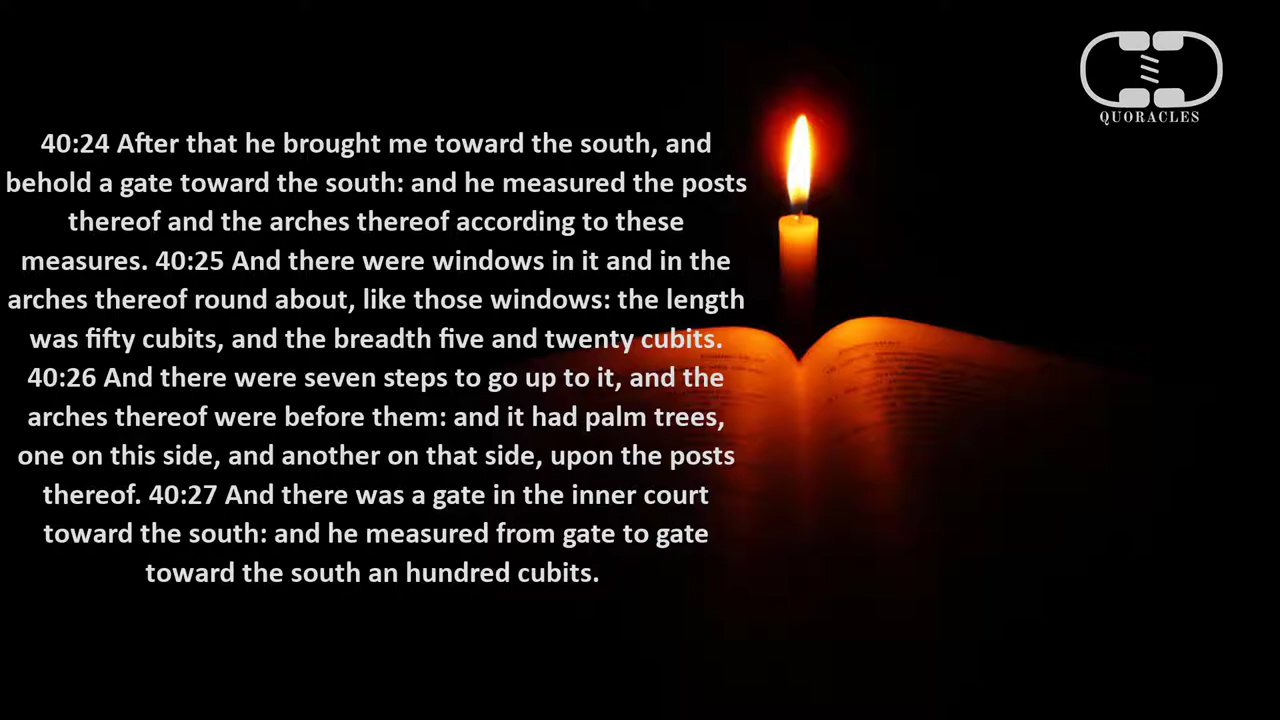 QUORACLES
40:24 After that he brought me toward the south, and
behold a gate toward the south: and he measured the posts
thereof and the arches thereof according to these
measures. 40:25 And there were windows in it and in the
arches thereof round about, like those windows: the length
was fifty cubits, and the breadth five and twenty cubits.
40:26 And there were seven steps to go up to it, and the
arches thereof were before them: and it had palm trees,
one on this side, and another on that side, upon the posts
thereof. 40:27 And there was a gate in the inner court
toward the south: and he measured from gate to gate
toward the south an hundred cubits.